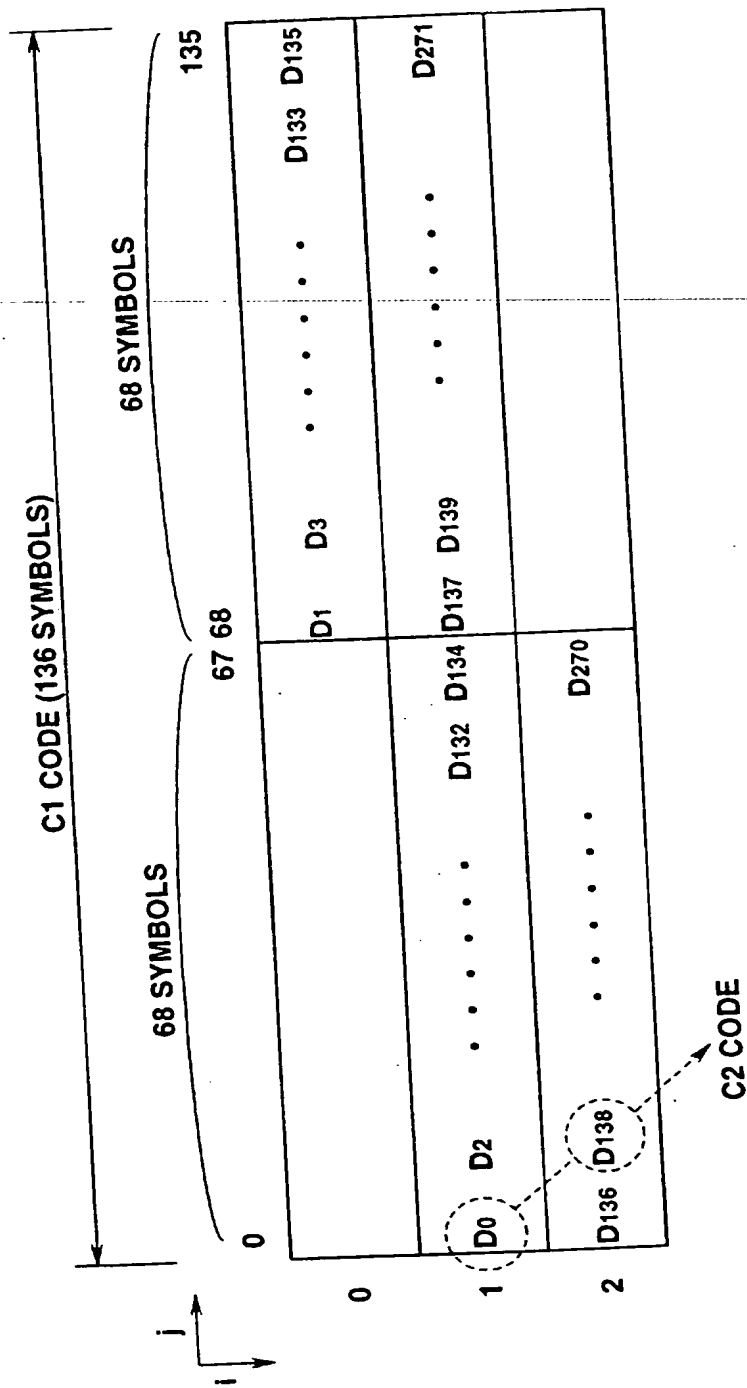 C1 CODE (136 SYMBOLS)
68 SYMBOLS 68 SYMBOLS
j
i
0 67 68 135
0 D1 D3 • • • • • • D133 D135
1 D0 D2 • • • • • • D132 D134 D137 D139 • • • • • • D271
2 D136 D138 • • • • • • D270
C2 CODE